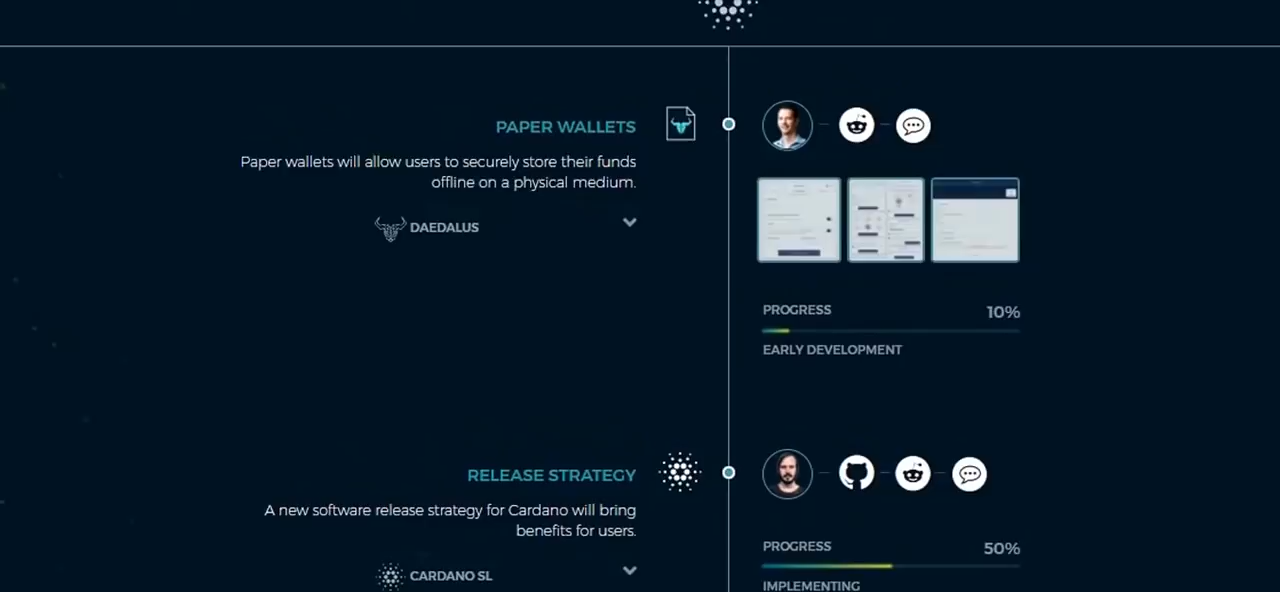 PAPER WALLETS
Paper wallets will allow users to securely store their funds
offline on a physical medium.
DAEDALUS
PROGRESS 10%
EARLY DEVELOPMENT
RELEASE STRATEGY
A new software release strategy for Cardano will bring
benefits for users.
CARDANO SL
PROGRESS 50%
IMPLEMENTING